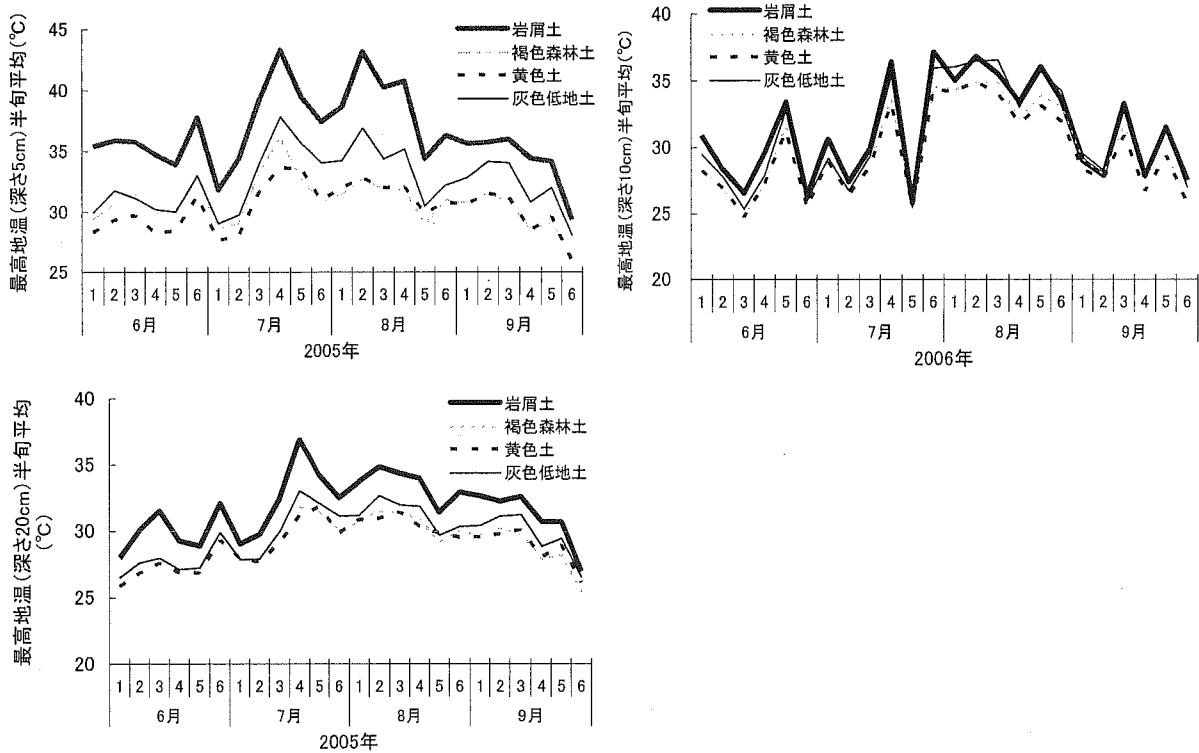 最高地温(深さ5cm)半旬平均(℃)
45
40
35
30
25
岩屑土
褐色森林土
黄色土
灰色低地土
1 2 3 4 5 6 1 2 3 4 5 6 1 2 3 4 5 6 1 2 3 4 5 6
6月 7月 8月 9月
2005年
最高地温(深さ10cm)半旬平均(℃)
40
35
30
25
20
岩屑土
褐色森林土
黄色土
灰色低地土
1 2 3 4 5 6 1 2 3 4 5 6 1 2 3 4 5 6 1 2 3 4 5 6
6月 7月 8月 9月
2006年
最高地温(深さ20cm)半旬平均
(℃)
40
35
30
25
20
岩屑土
褐色森林土
黄色土
灰色低地土
1 2 3 4 5 6 1 2 3 4 5 6 1 2 3 4 5 6 1 2 3 4 5 6
6月 7月 8月 9月
2005年